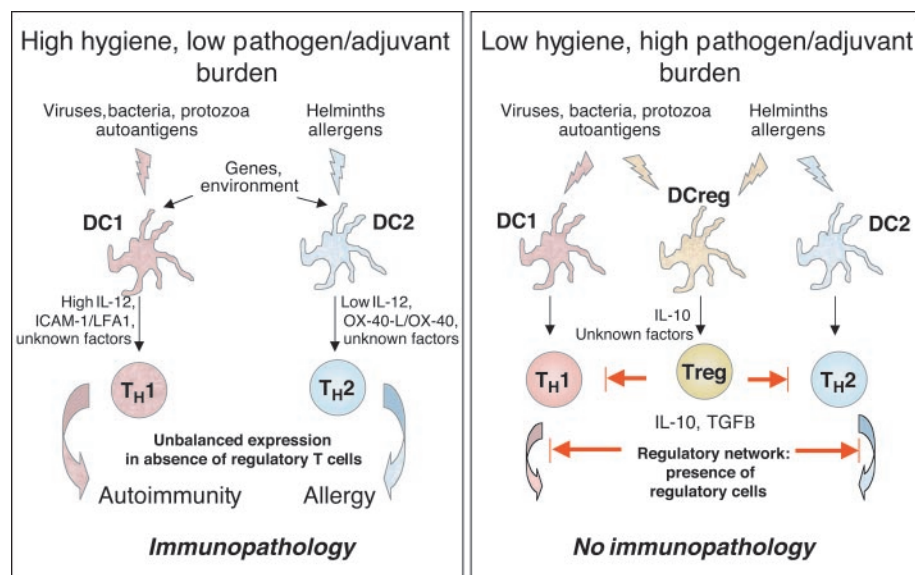 High hygiene, low pathogen/adjuvant
burden
Viruses,bacteria, protozoa
autoantigens
Helminths
allergens
Genes,
environment
DC1
DC2
High IL-12,
ICAM-1/LFA1,
unknown factors
Low IL-12,
OX-40-L/OX-40,
unknown factors
TH1
TH2
Unbalanced expression
in absence of regulatory T cells
Autoimmunity
Allergy
Immunopathology
Low hygiene, high pathogen/adjuvant
burden
Viruses, bacteria, protozoa
autoantigens
Helminths
allergens
DC1
DCreg
DC2
IL-10
Unknown factors
TH1
Treg
TH2
IL-10, TGFB
Regulatory network:
presence of
regulatory cells
No immunopathology